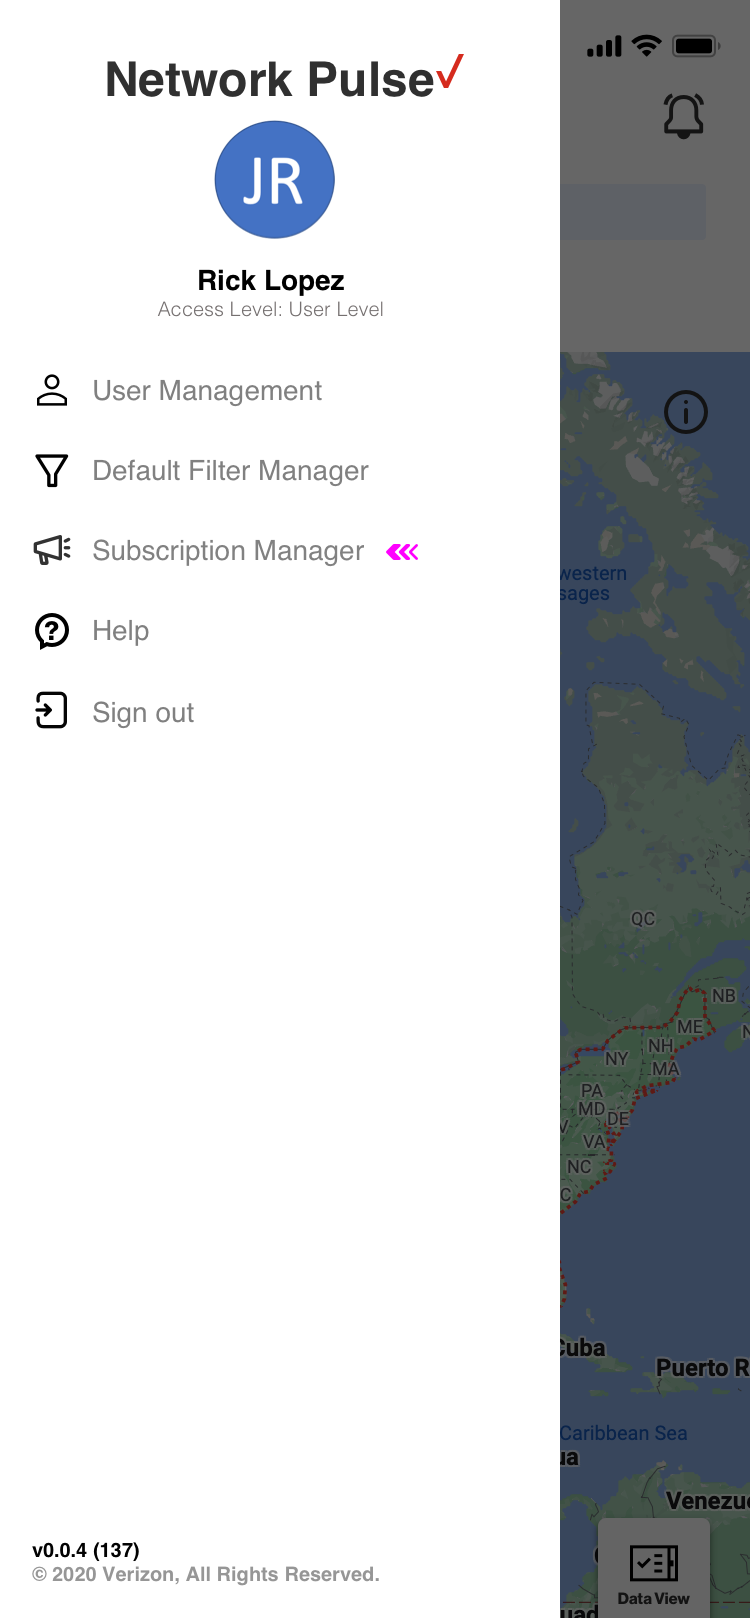 Network Pulse✓
JR
Rick Lopez
Access Level: User Level
User Management
Default Filter Manager
Subscription Manager
Help
Sign out
v0.0.4 (137)
© 2020 Verizon, All Rights Reserved.
western
sages
QC
NB
ME
NH
NY
MA
PA
MD
DE
VA
NC
Cuba
Puerto R
Caribbean Sea
ua
Venezu
Data View
uad